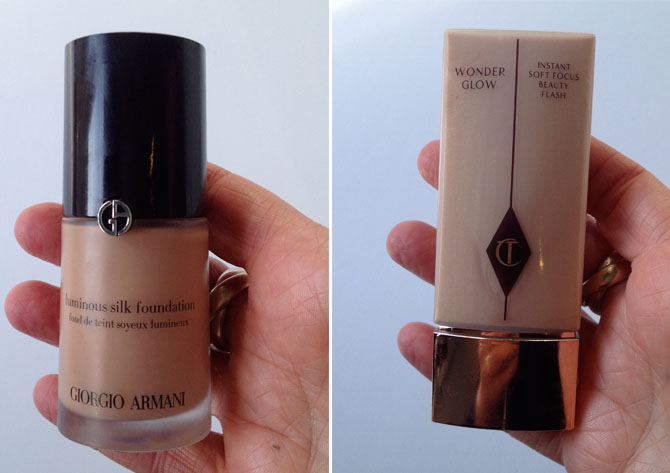 luminous silk foundation
fond de teint soyeux lumineux
GIORGIO ARMANI
WONDER
GLOW
INSTANT
SOFT FOCUS
BEAUTY
FLASH
CT